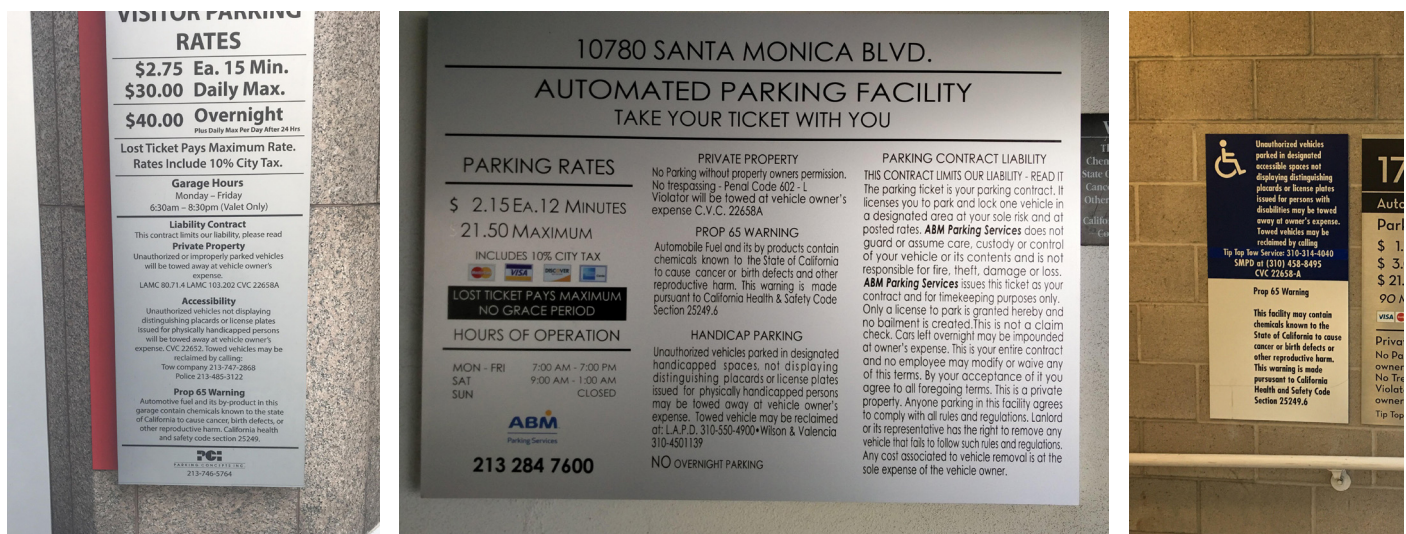 VISITOR PARKING
RATES
$2.75 Ea. 15 Min.
$30.00 Daily Max.
$40.00 Overnight
Plus Daily Max Per Day After 24 Hrs
Lost Ticket Pays Maximum Rate.
Rates Include 10% City Tax.
Garage Hours
Monday – Friday
6:30am – 8:30pm (Valet Only)
Liability Contract
This contract limits our liability, please read
Private Property
Unauthorized or improperly parked vehicles
will be towed away at vehicle owner's
expense.
LAMC 80.71.4 LAMC 103.202 CVC 22658A
Accessibility
Unauthorized vehicles not displaying
distinguishing placards or license plates
issued for physically handicapped persons
will be towed away at vehicle owner's
expense. CVC 22652. Towed vehicles may be
reclaimed by calling:
Tow company 213-747-2868
Police 213-485-3122
Prop 65 Warning
Automotive fuel and its by-product in this
garage contain chemicals known to the state
of California to cause cancer, birth defects, or
other reproductive harm. California health
and safety code section 25249.
PCI
PARKING CONCEPTS INC.
213-746-5764
10780 SANTA MONICA BLVD.
AUTOMATED PARKING FACILITY
TAKE YOUR TICKET WITH YOU
PARKING RATES
$ 2.15 EA. 12 MINUTES
21.50 MAXIMUM
INCLUDES 10% CITY TAX
MasterCard VISA DISCOVER
LOST TICKET PAYS MAXIMUM
NO GRACE PERIOD
HOURS OF OPERATION
MON - FRI 7:00 AM - 7:00 PM
SAT 9:00 AM - 1:00 AM
SUN CLOSED
ABM
Parking Services
213 284 7600
PRIVATE PROPERTY
No Parking without property owners permission.
No trespassing - Penal Code 602 - L
Violator will be towed at vehicle owner's
expense C.V.C. 22658A
PROP 65 WARNING
Automobile Fuel and its by products contain
chemicals known to the State of California
to cause cancer or birth defects and other
reproductive harm. This warning is made
pursuant to California Health & Safety Code
Section 25249.6
HANDICAP PARKING
Unauthorized vehicles parked in designated
handicapped spaces, not displaying
distinguishing placards or license plates
issued for physically handicapped persons
may be towed away at vehicle owner's
expense. Towed vehicle may be reclaimed
at: L.A.P.D. 310-550-4900•Wilson & Valencia
310-4501139
NO OVERNIGHT PARKING
PARKING CONTRACT LIABILITY
THIS CONTRACT LIMITS OUR LIABILITY - READ IT
The parking ticket is your parking contract. It
licenses you to park and lock one vehicle in
a designated area at your sole risk and at
posted rates. ABM Parking Services does not
guard or assume care, custody or control
of your vehicle or its contents and is not
responsible for fire, theft, damage or loss.
ABM Parking Services issues this ticket as your
contract and for timekeeping purposes only.
Only a license to park is granted hereby and
no bailment is created.This is not a claim
check. Cars left overnight may be impounded
at owner's expense. This is your entire contract
and no employee may modify or waive any
of this terms. By your acceptance of it you
agree to all foregoing terms. This is a private
property. Anyone parking in this facility agrees
to comply with all rules and regulations. Lanlord
or its representative has the right to remove any
vehicle that fails to follow such rules and regulations.
Any cost associated to vehicle removal is at the
sole expense of the vehicle owner.
Unauthorized vehicles
parked in designated
accessible spaces not
displaying distinguishing
placards or license plates
issued for persons with
disabilities may be towed
away at owner's expense.
Towed vehicles may be
reclaimed by calling
Tip Top Tow Service: 310-314-4040
SMPD at (310) 458-8495
CVC 22658-A
Prop 65 Warning
This facility may contain
chemicals known to the
State of California to cause
cancer or birth defects or
other reproductive harm.
This warning is made
pursuant to California
Health and Safety Code
Section 25249.6
17
Auto
Park
$ 1.
$ 3.
$ 21.
90 M
VISA
Priva
No Pa
owner
No Tre
Violat
owner
Tip Top